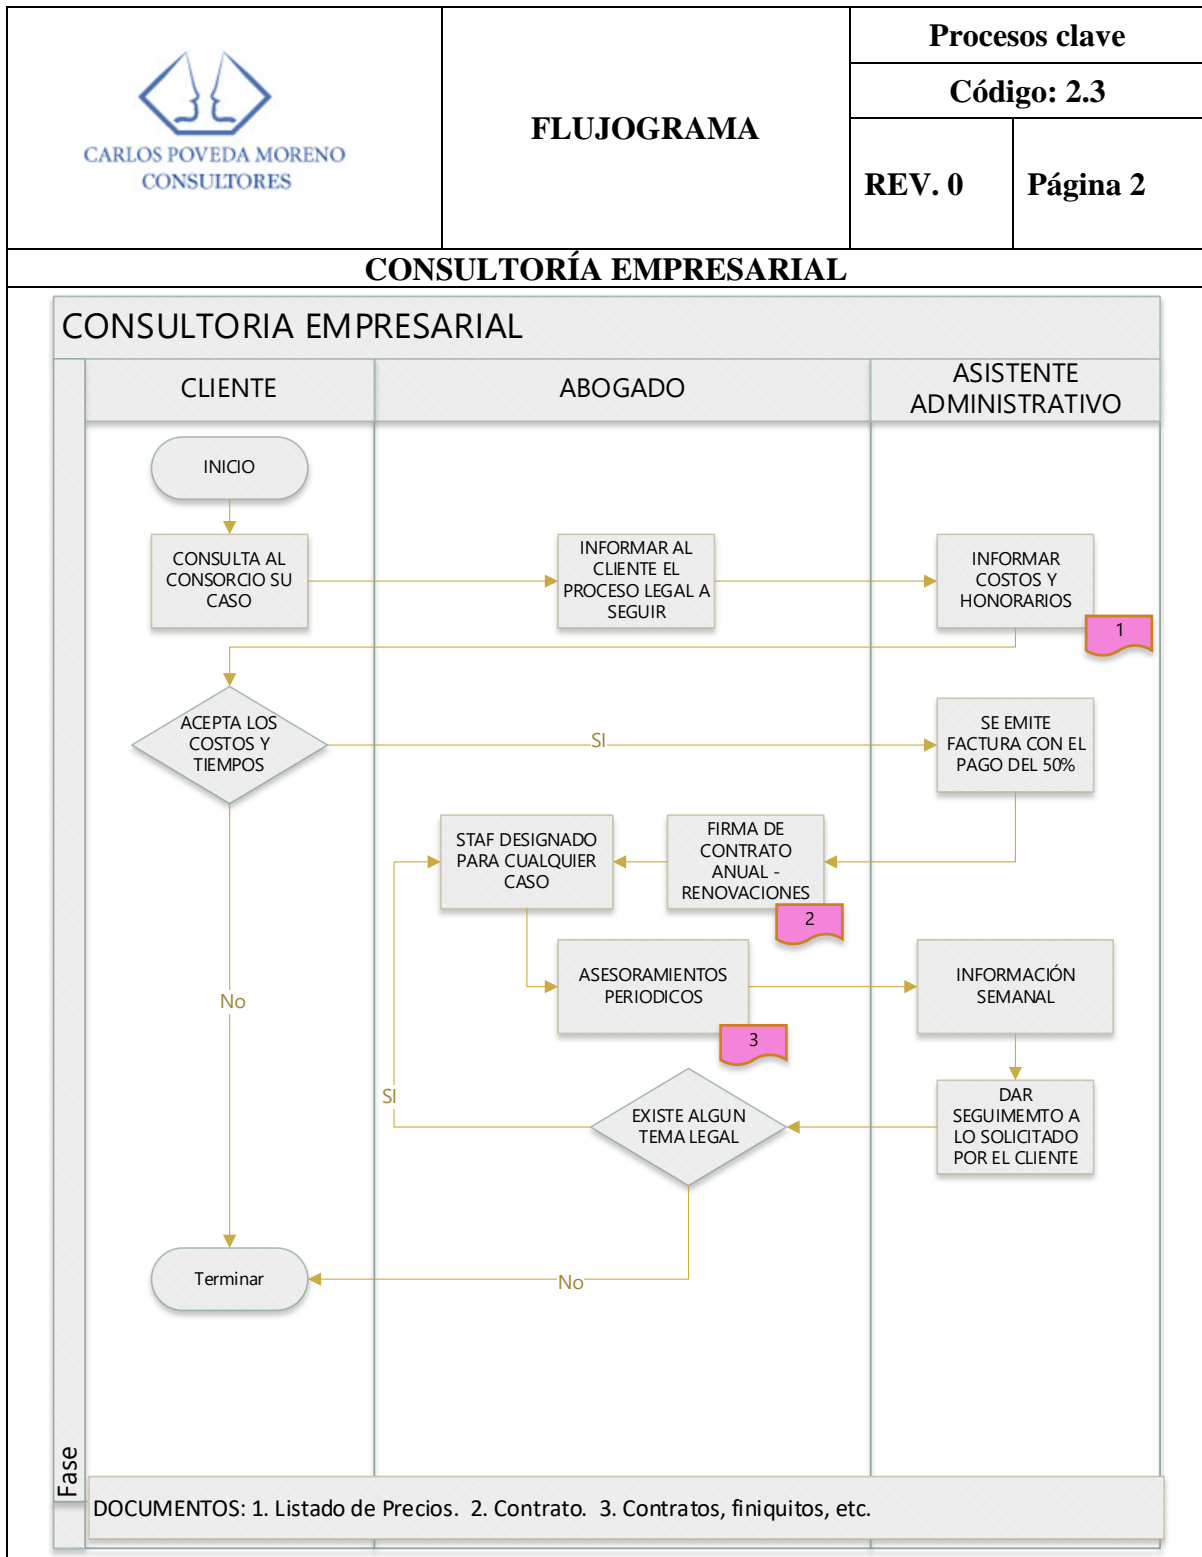 CARLOS POVEDA MORENO
CONSULTORES
FLUJOGRAMA
Procesos clave
Código: 2.3
REV. 0
Página 2
CONSULTORÍA EMPRESARIAL
CONSULTORIA EMPRESARIAL
CLIENTE
ABOGADO
ASISTENTE
ADMINISTRATIVO
INICIO
CONSULTA AL
CONSORCIO SU
CASO
INFORMAR AL
CLIENTE EL
PROCESO LEGAL A
SEGUIR
INFORMAR
COSTOS Y
HONORARIOS
1
ACEPTA LOS
COSTOS Y
TIEMPOS
SI
SE EMITE
FACTURA CON EL
PAGO DEL 50%
STAF DESIGNADO
PARA CUALQUIER
CASO
FIRMA DE
CONTRATO
ANUAL -
RENOVACIONES
2
ASESORAMIENTOS
PERIODICOS
3
INFORMACIÓN
SEMANAL
No
SI
EXISTE ALGUN
TEMA LEGAL
DAR
SEGUIMEMTO A
LO SOLICITADO
POR EL CLIENTE
Terminar
No
Fase
DOCUMENTOS: 1. Listado de Precios. 2. Contrato. 3. Contratos, finiquitos, etc.